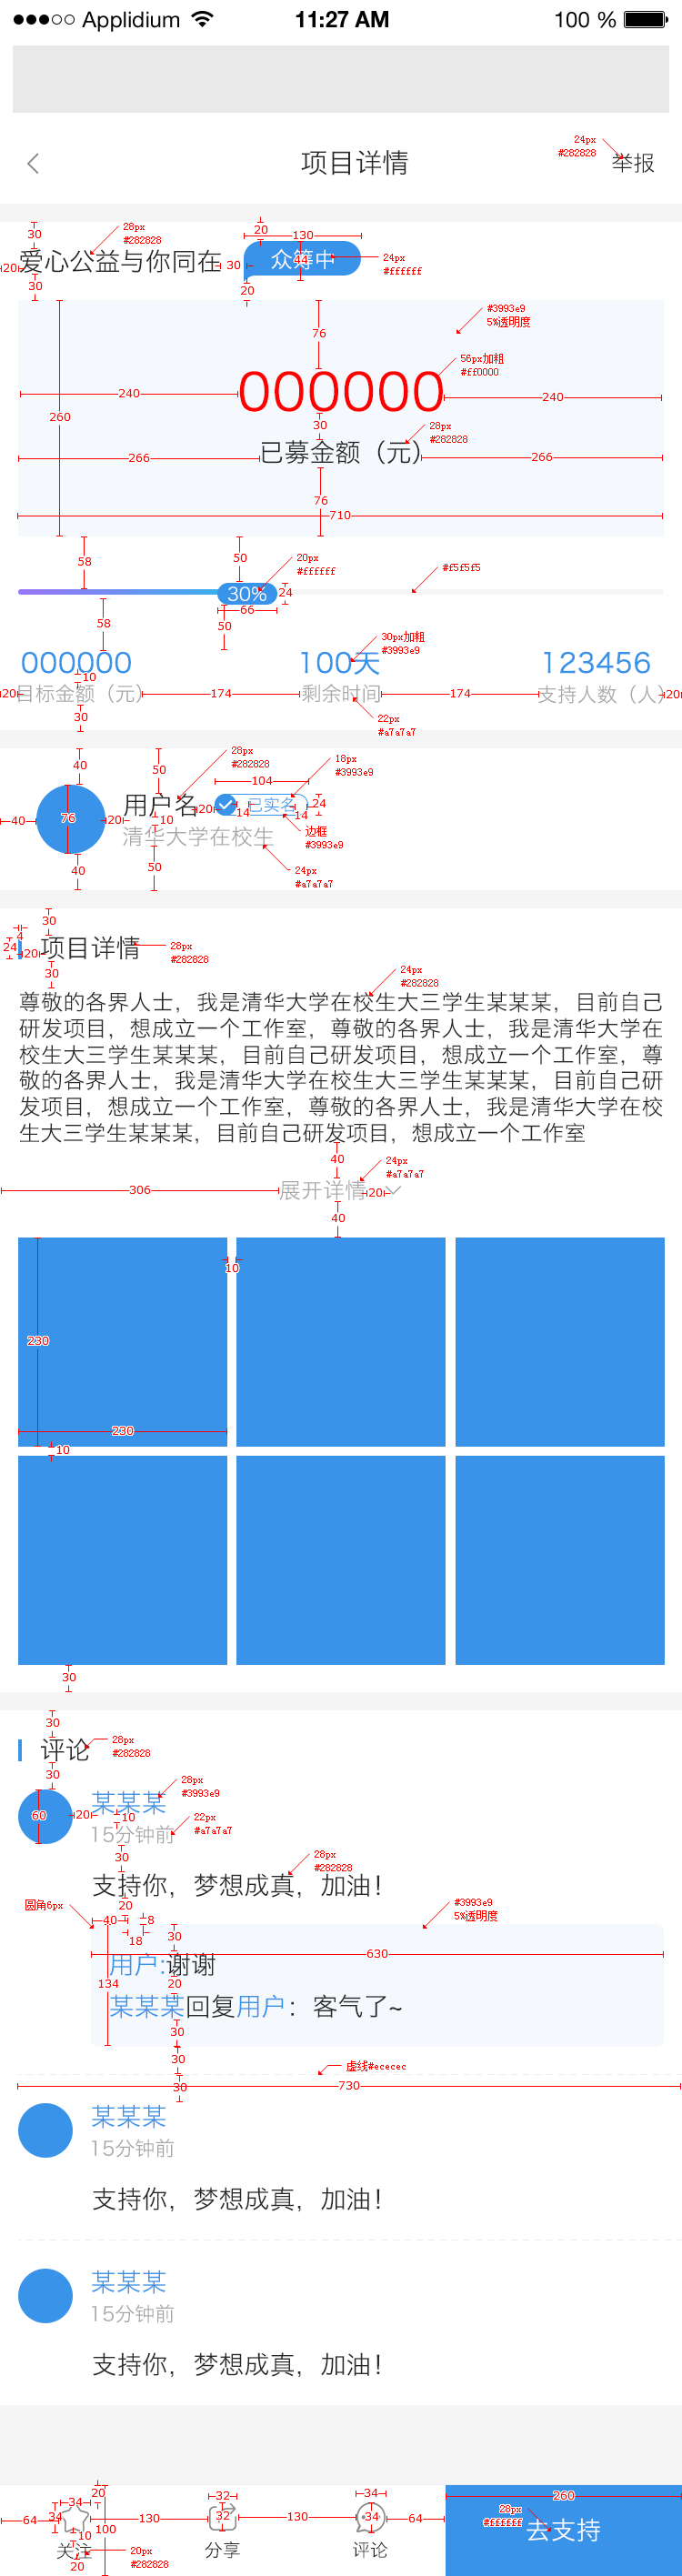 Applidium 11:27 AM 100 %
24px
#282828
项目详情 举报
28px
#282828
30
20
130
爱心公益与你同在
20
30
众筹中
44
24px
#ffffff
30
20
#3993e9
5%透明度
76
56px加粗
#ff0000
000000
240
240
260
30
28px
#282828
已募金额（元）
266
266
76
710
58
50
20px
#ffffff
#f5f5f5
30%
24
66
58
50
30px加粗
#3993e9
000000 100天 123456
10
20
目标金额（元） 剩余时间 支持人数（人）
174
174
20
30
22px
#a7a7a7
40
50
28px
#282828
18px
#3993e9
104
用户名
20
已实名
14
14
24
40
76
20
10
边框
#3993e9
清华大学在校生
40
50
24px
#a7a7a7
30
4
24
20
项目详情
28px
#282828
30
24px
#282828
尊敬的各界人士，我是清华大学在校生大三学生某某某，目前自己
研发项目，想成立一个工作室，尊敬的各界人士，我是清华大学在
校生大三学生某某某，目前自己研发项目，想成立一个工作室，尊
敬的各界人士，我是清华大学在校生大三学生某某某，目前自己研
发项目，想成立一个工作室，尊敬的各界人士，我是清华大学在校
生大三学生某某某，目前自己研发项目，想成立一个工作室
40
24px
#a7a7a7
306
展开详情
20
40
10
230
230
10
30
30
评论
28px
#282828
30
28px
#3993e9
某某某
60
20
10
22px
#a7a7a7
15分钟前
30
28px
#282828
支持你，梦想成真，加油！
圆角6px
20
40
8
18
30
#3993e9
5%透明度
630
用户:谢谢
134
20
某某某回复用户：客气了~
30
30
虚线#ececec
30
730
某某某
15分钟前
支持你，梦想成真，加油！
某某某
15分钟前
支持你，梦想成真，加油！
20
34
32
34
260
64
34
130
32
130
34
64
28px
#ffffff
去支持
10
100
关注 分享 评论
20px
#282828
20